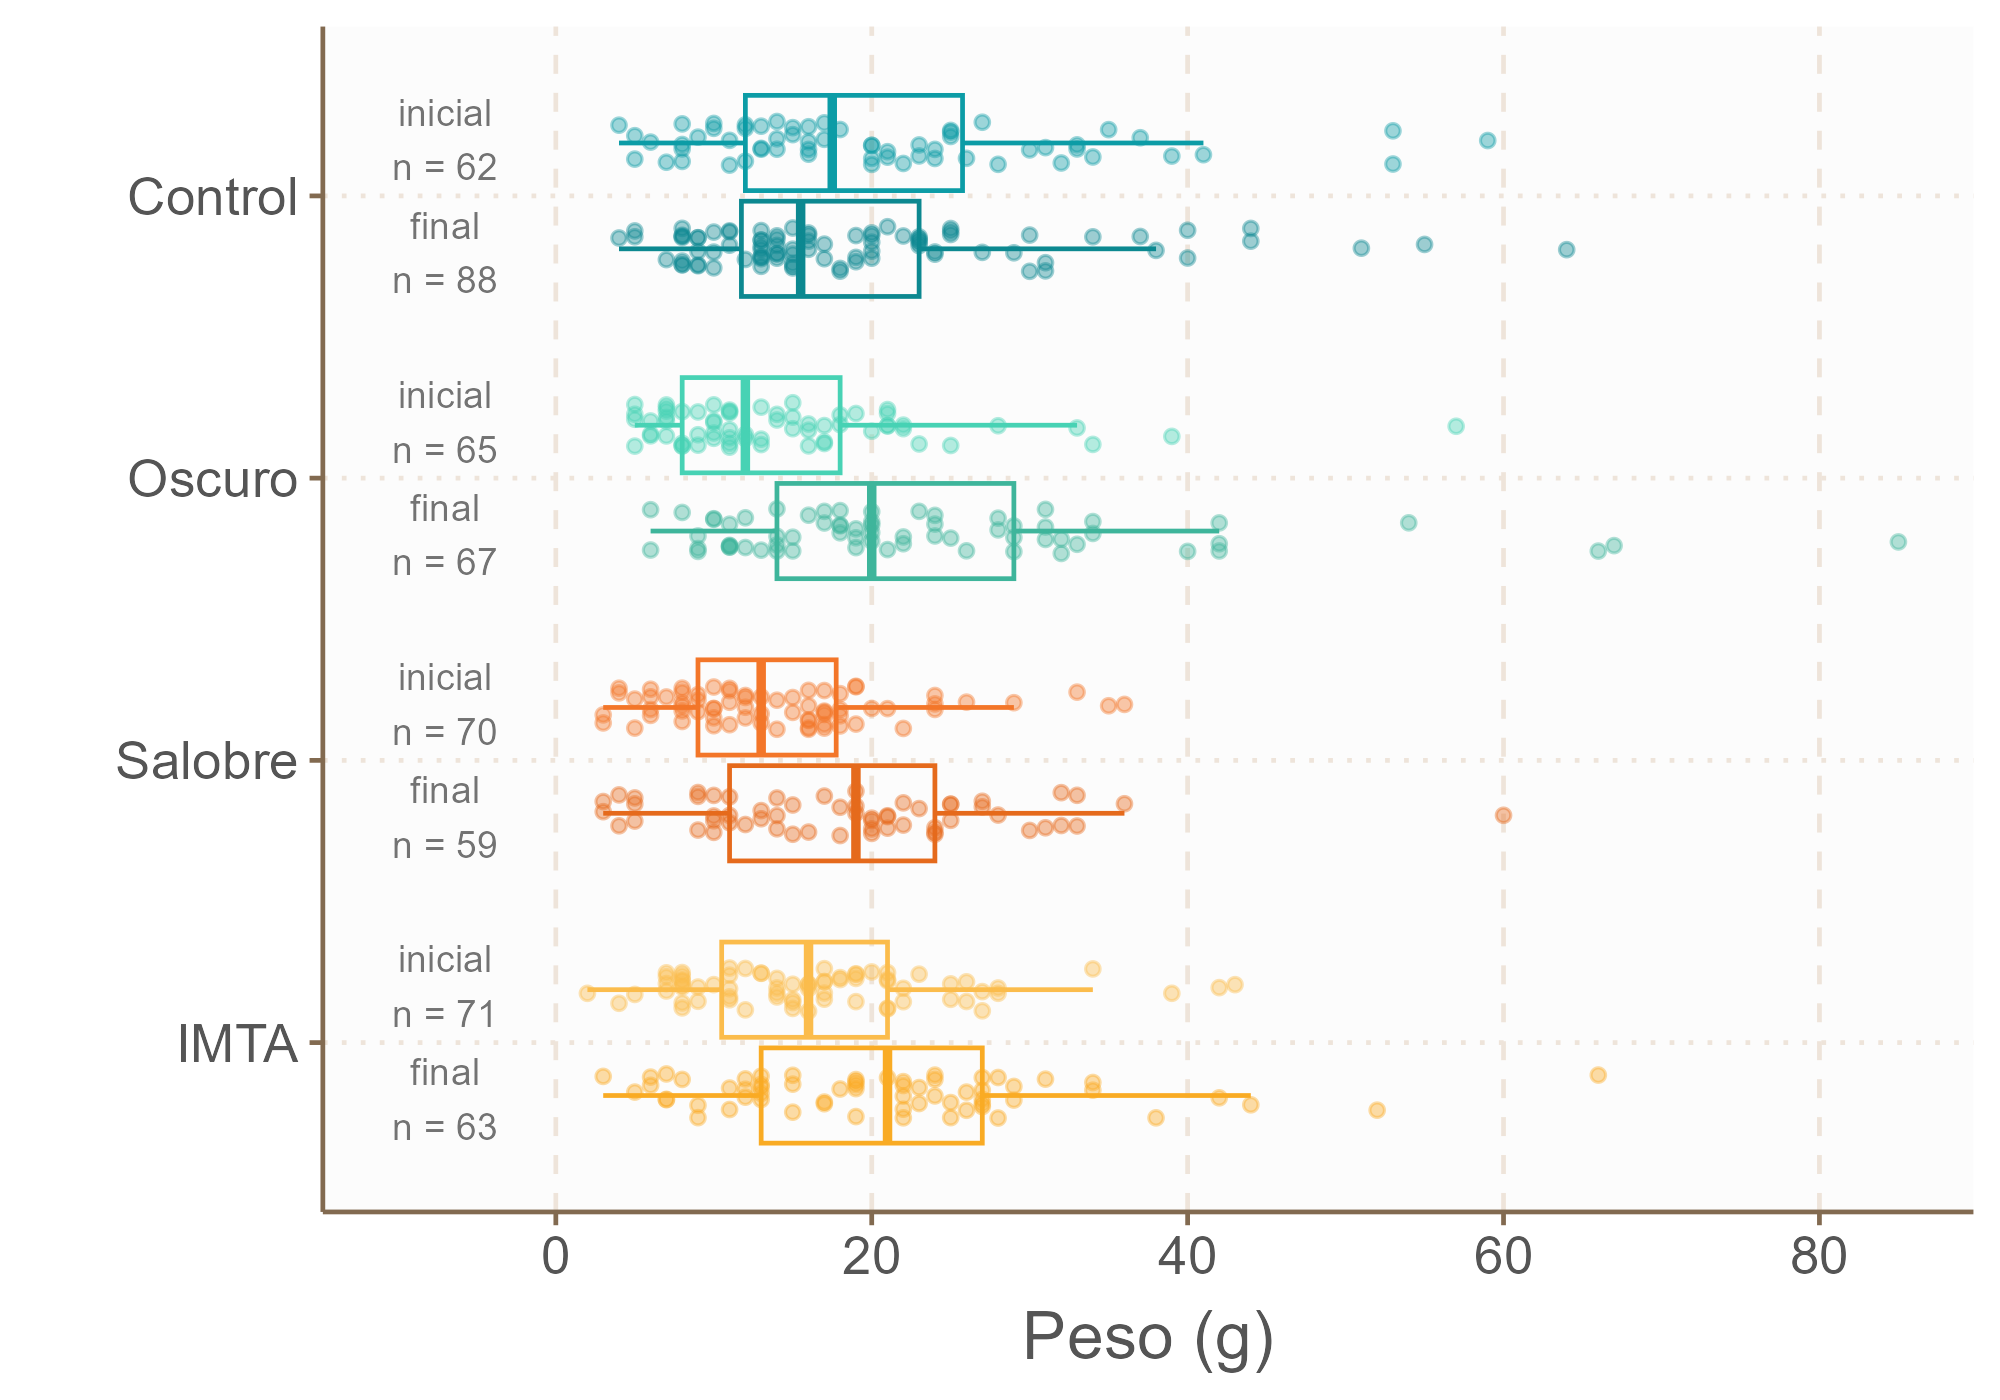 Control
inicial
n = 62
final
n = 88
Oscuro
inicial
n = 65
final
n = 67
Salobre
inicial
n = 70
final
n = 59
IMTA
inicial
n = 71
final
n = 63
0 20 40 60 80
Peso (g)